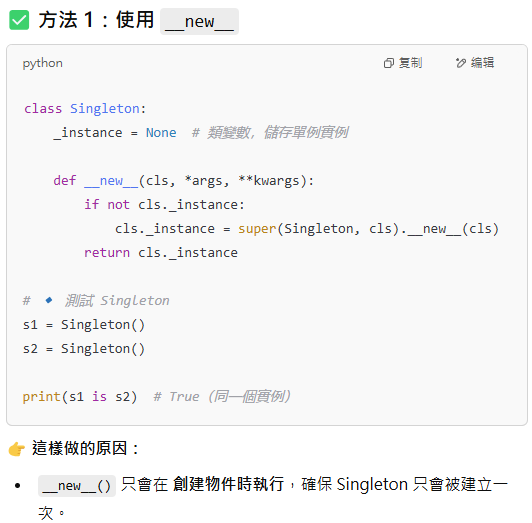 ✅ 方法 1：使用 __new__
python 复制 编辑
class Singleton:
    _instance = None  # 類變數，儲存單例實例
    def __new__(cls, *args, **kwargs):
        if not cls._instance:
            cls._instance = super(Singleton, cls).__new__(cls)
        return cls._instance
# 🔹 測試 Singleton
s1 = Singleton()
s2 = Singleton()
print(s1 is s2)  # True（同一個實例）
👉 這樣做的原因：
• __new__() 只會在 創建物件時執行，確保 Singleton 只會被建立一
次。